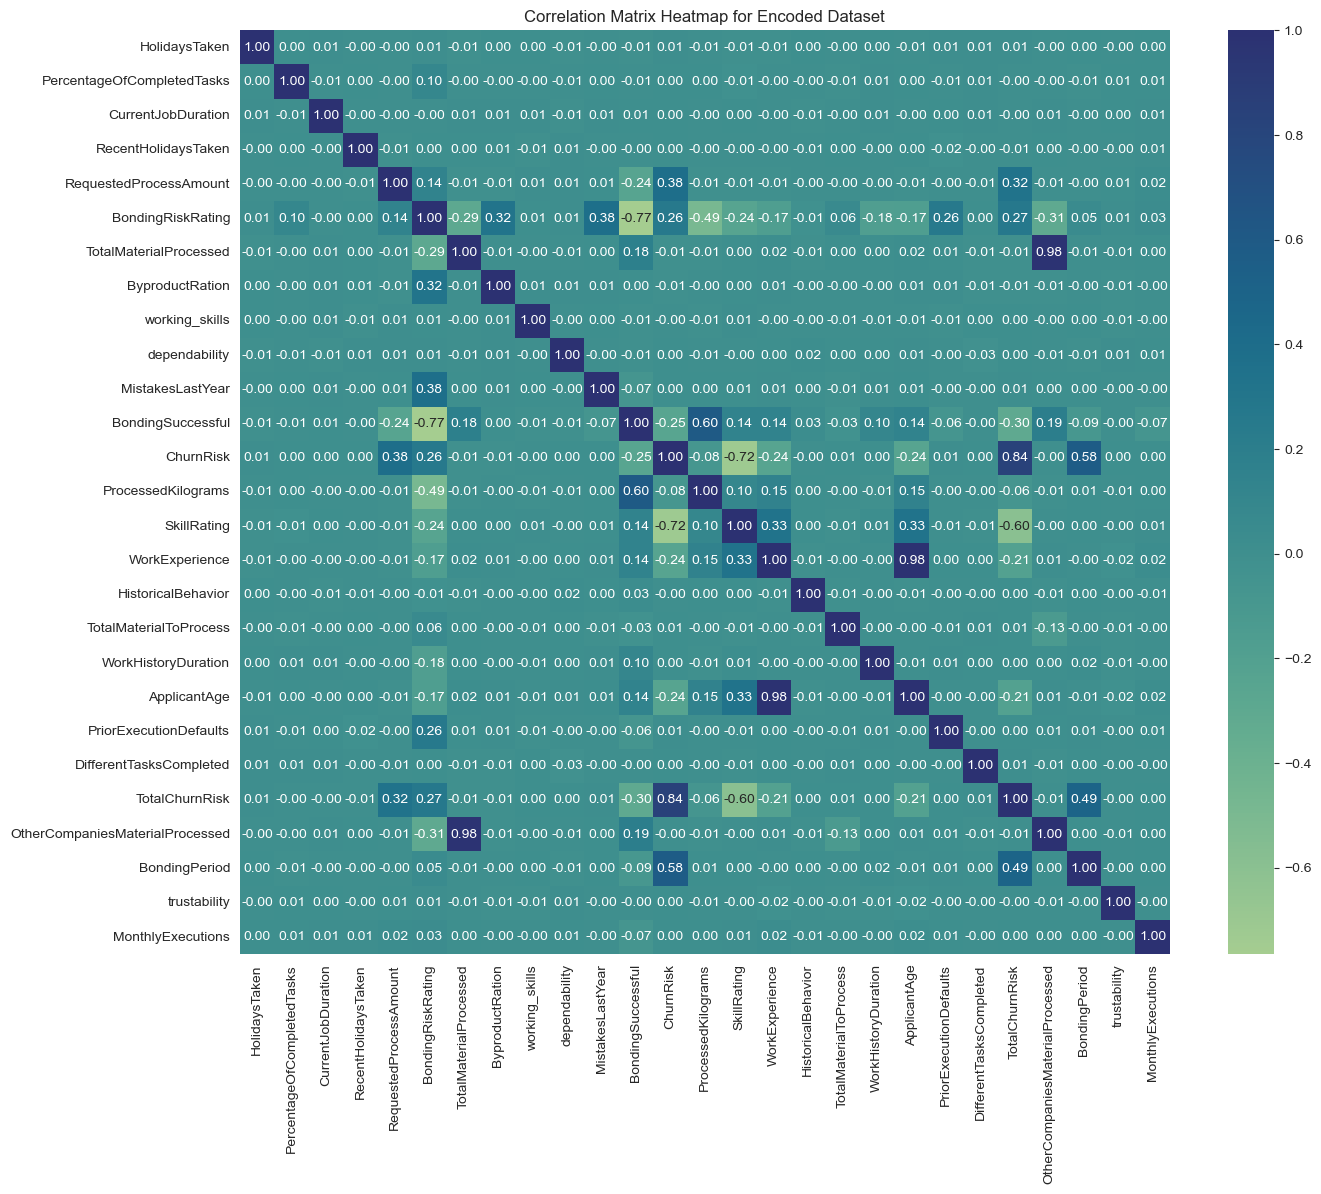 Correlation Matrix Heatmap for Encoded Dataset
HolidaysTaken 1.00 0.00 0.01 -0.00 -0.00 0.01 -0.01 0.00 0.00 -0.01 -0.00 -0.01 0.01 -0.01 -0.01 -0.01 0.00 -0.00 0.00 -0.01 0.01 0.01 0.01 -0.00 0.00 -0.00 0.00
PercentageOfCompletedTasks 0.00 1.00 -0.01 0.00 -0.00 0.10 -0.00 -0.00 -0.00 -0.01 0.00 -0.01 0.00 0.00 -0.01 -0.00 -0.00 -0.01 0.01 0.00 -0.01 0.01 -0.00 -0.00 -0.01 0.01 0.01
CurrentJobDuration 0.01 -0.01 1.00 -0.00 -0.00 -0.00 0.01 0.01 0.01 -0.01 0.01 0.01 0.00 -0.00 0.00 -0.00 -0.01 -0.00 0.01 -0.00 0.00 0.00 -0.00 0.01 -0.00 0.00 0.01
RecentHolidaysTaken -0.00 0.00 -0.00 1.00 -0.01 0.00 0.00 0.01 -0.01 0.01 -0.00 -0.00 0.00 -0.00 -0.00 -0.00 -0.01 0.00 -0.00 0.00 -0.02 -0.00 -0.01 0.00 -0.00 -0.00 0.01
RequestedProcessAmount -0.00 -0.00 -0.00 -0.01 1.00 0.14 -0.01 -0.01 0.01 0.01 0.01 -0.24 0.38 -0.01 -0.01 -0.01 -0.00 -0.00 -0.00 0.01 -0.00 -0.01 0.32 -0.01 -0.00 0.01 0.02
BondingRiskRating 0.01 0.10 -0.00 0.00 0.14 1.00 -0.29 0.32 0.01 0.01 0.38 -0.77 0.26 -0.49 -0.24 -0.17 -0.01 0.06 -0.18 -0.17 0.26 0.00 0.27 -0.31 0.05 0.01 0.03
TotalMaterialProcessed -0.01 -0.00 0.01 0.00 -0.01 -0.29 1.00 -0.01 -0.00 -0.01 0.00 0.18 -0.01 -0.01 0.00 0.02 -0.00 0.00 0.00 0.02 0.01 -0.01 -0.01 0.98 -0.01 -0.01 0.00
ByproductRation 0.00 -0.00 0.01 0.01 -0.01 0.32 -0.01 1.00 0.01 0.01 0.01 0.00 -0.01 -0.00 0.00 0.01 -0.00 -0.00 -0.00 0.01 0.01 -0.00 -0.01 -0.01 -0.00 -0.01 0.00
working_skills 0.00 -0.00 0.01 -0.01 0.01 0.01 -0.00 0.01 1.00 -0.00 0.00 -0.01 0.00 -0.01 0.01 0.00 -0.00 -0.00 -0.01 -0.01 -0.00 -0.00 0.00 -0.00 0.00 -0.01 -0.00
dependability -0.01 -0.01 -0.01 0.01 0.01 0.01 -0.01 0.01 -0.00 1.00 -0.00 -0.01 0.00 -0.01 -0.00 0.00 0.02 -0.00 0.00 0.01 -0.00 -0.03 0.00 -0.01 -0.01 0.01 0.01
MistakesLastYear -0.00 0.00 0.01 -0.00 0.01 0.38 0.00 0.01 0.00 -0.00 1.00 -0.07 0.00 0.00 0.01 0.01 -0.00 -0.01 -0.00 0.01 -0.00 0.00 0.01 0.00 0.00 -0.00 -0.00
BondingSuccessful -0.01 -0.01 0.01 -0.00 -0.24 -0.77 0.18 0.00 -0.01 -0.01 -0.07 1.00 -0.25 0.60 0.14 0.14 0.03 -0.03 0.10 0.14 -0.06 -0.00 -0.30 0.19 -0.09 -0.00 -0.07
ChurnRisk 0.01 0.00 0.00 0.00 0.38 0.26 -0.01 -0.01 0.00 0.00 0.00 -0.25 1.00 -0.08 -0.72 -0.24 -0.00 0.01 0.00 -0.24 0.01 0.00 0.84 -0.00 0.58 -0.00 0.00
ProcessedKilograms -0.01 0.00 -0.00 -0.00 -0.01 -0.49 -0.01 -0.00 -0.01 -0.01 0.00 0.60 -0.08 1.00 0.10 0.15 -0.00 -0.00 -0.01 0.15 -0.00 -0.00 -0.06 -0.01 0.01 -0.01 0.00
SkillRating -0.01 -0.01 0.00 -0.00 -0.01 -0.24 0.00 0.00 0.01 -0.00 0.01 0.14 -0.72 0.10 1.00 0.33 0.00 -0.00 0.01 0.33 -0.01 -0.01 -0.60 -0.00 0.00 -0.00 0.01
WorkExperience -0.01 -0.00 -0.00 -0.00 -0.01 -0.17 0.02 0.01 0.00 0.00 0.01 0.14 -0.24 0.15 0.33 1.00 -0.01 -0.00 -0.00 0.98 0.00 0.00 -0.21 0.01 0.00 -0.02 0.02
HistoricalBehavior 0.00 -0.00 -0.01 -0.01 -0.00 -0.01 -0.00 -0.00 -0.00 0.02 -0.00 0.03 -0.00 -0.00 0.00 -0.01 1.00 -0.01 -0.00 -0.01 -0.00 0.00 0.00 -0.01 -0.00 -0.00 -0.01
TotalMaterialToProcess -0.00 -0.01 -0.00 0.00 -0.00 0.06 0.00 -0.00 -0.00 -0.00 -0.01 -0.03 0.01 -0.00 -0.00 -0.00 -0.01 1.00 -0.00 -0.00 -0.01 0.01 0.01 -0.13 -0.00 -0.01 -0.00
WorkHistoryDuration 0.00 0.01 0.01 -0.00 -0.00 -0.18 0.00 -0.00 -0.01 0.00 -0.00 0.10 0.00 -0.01 0.01 -0.00 -0.00 -0.00 1.00 -0.01 0.01 0.00 0.00 0.00 0.02 -0.01 -0.00
ApplicantAge -0.01 0.00 -0.00 0.00 -0.01 -0.17 0.02 0.01 -0.01 0.01 0.01 0.14 -0.24 0.15 0.33 0.98 -0.01 -0.00 -0.01 1.00 -0.00 -0.00 -0.21 0.01 -0.01 -0.02 0.02
PriorExecutionDefaults 0.01 -0.01 0.00 -0.02 -0.00 0.26 0.01 0.01 -0.00 -0.00 -0.00 -0.06 0.01 -0.00 -0.01 0.00 -0.00 -0.01 0.01 -0.00 1.00 -0.00 0.00 0.01 0.01 -0.00 0.01
DifferentTasksCompleted 0.01 0.01 0.00 -0.00 -0.01 0.00 -0.01 -0.00 -0.00 -0.03 0.00 -0.00 0.00 -0.00 -0.01 0.00 0.00 0.01 0.00 -0.00 -0.00 1.00 0.01 -0.01 0.00 -0.00 -0.00
TotalChurnRisk 0.01 -0.00 -0.00 -0.01 0.32 0.27 -0.01 -0.01 0.00 0.00 0.01 -0.30 0.84 -0.06 -0.60 -0.21 0.00 0.01 0.00 -0.21 0.00 0.01 1.00 -0.01 0.49 -0.00 0.00
OtherCompaniesMaterialProcessed -0.00 -0.00 0.01 0.00 -0.01 -0.31 0.98 -0.01 -0.00 -0.01 0.00 0.19 -0.00 -0.01 -0.00 0.01 -0.01 -0.13 0.00 0.01 0.01 -0.01 -0.01 1.00 0.00 -0.01 0.00
BondingPeriod 0.00 -0.01 -0.00 -0.00 -0.00 0.05 -0.01 -0.00 0.00 -0.01 0.00 -0.09 0.58 0.01 0.00 0.00 -0.00 -0.00 0.02 -0.01 0.01 0.00 0.49 0.00 1.00 -0.00 0.00
trustability -0.00 0.01 0.00 -0.00 0.01 0.01 -0.01 -0.01 -0.01 0.01 -0.00 -0.00 -0.00 -0.01 -0.00 -0.02 -0.00 -0.01 -0.01 -0.02 -0.00 -0.00 -0.00 -0.01 -0.00 1.00 -0.00
MonthlyExecutions 0.00 0.01 0.01 0.01 0.02 0.03 0.00 0.00 -0.00 0.01 -0.00 -0.07 0.00 0.00 0.01 0.02 -0.01 -0.00 -0.00 0.02 0.01 -0.00 0.00 0.00 0.00 -0.00 1.00
HolidaysTaken
PercentageOfCompletedTasks
CurrentJobDuration
RecentHolidaysTaken
RequestedProcessAmount
BondingRiskRating
TotalMaterialProcessed
ByproductRation
working_skills
dependability
MistakesLastYear
BondingSuccessful
ChurnRisk
ProcessedKilograms
SkillRating
WorkExperience
HistoricalBehavior
TotalMaterialToProcess
WorkHistoryDuration
ApplicantAge
PriorExecutionDefaults
DifferentTasksCompleted
TotalChurnRisk
OtherCompaniesMaterialProcessed
BondingPeriod
trustability
MonthlyExecutions
1.0
0.8
0.6
0.4
0.2
0.0
−0.2
−0.4
−0.6